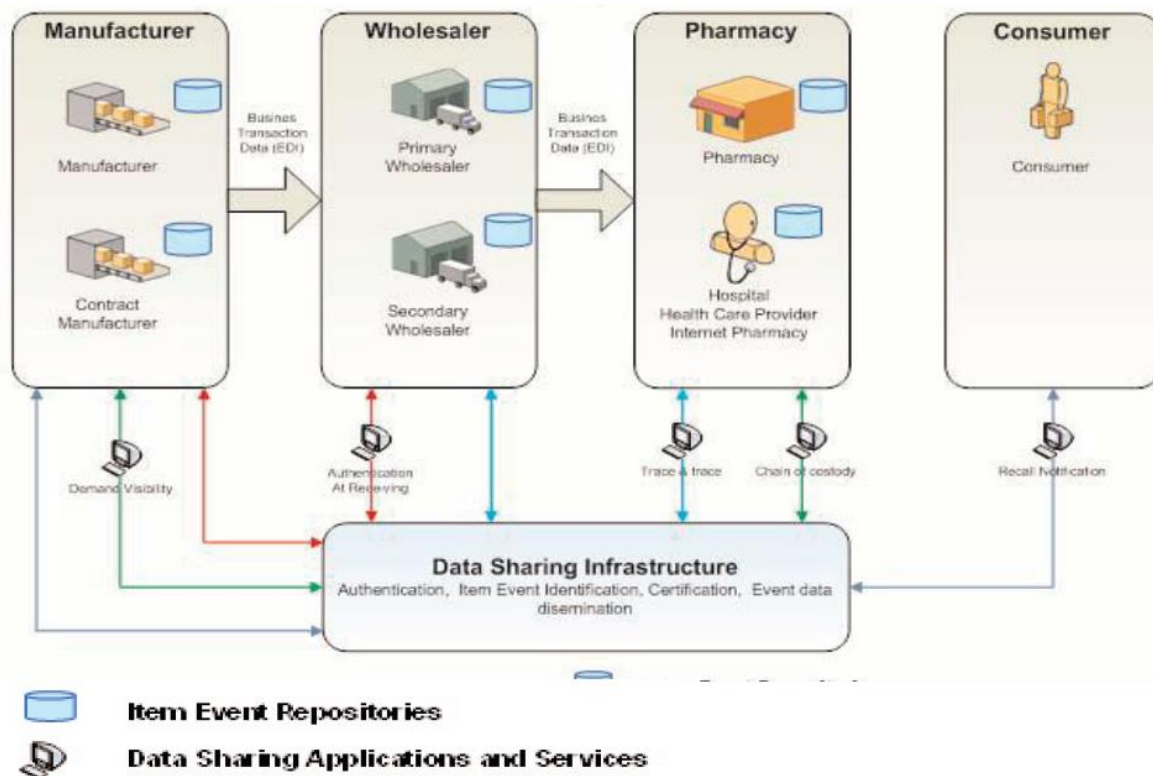 Manufacturer
Wholesaler
Pharmacy
Consumer
Manufacturer
Contract
Manufacturer
Busines
Transaction
Data (EDI)
Primary
Wholesaler
Secondary
Wholesaler
Busines
Transaction
Data (EDI)
Pharmacy
Hospital
Health Care Provider
Internet Pharmacy
Consumer
Demand Visibility
Authentication
At Receiving
Trace & trace
Chain of custody
Recall Notification
Data Sharing Infrastructure
Authentication, Item Event Identification, Certification, Event data
disemination
Item Event Repositories
Data Sharing Applications and Services